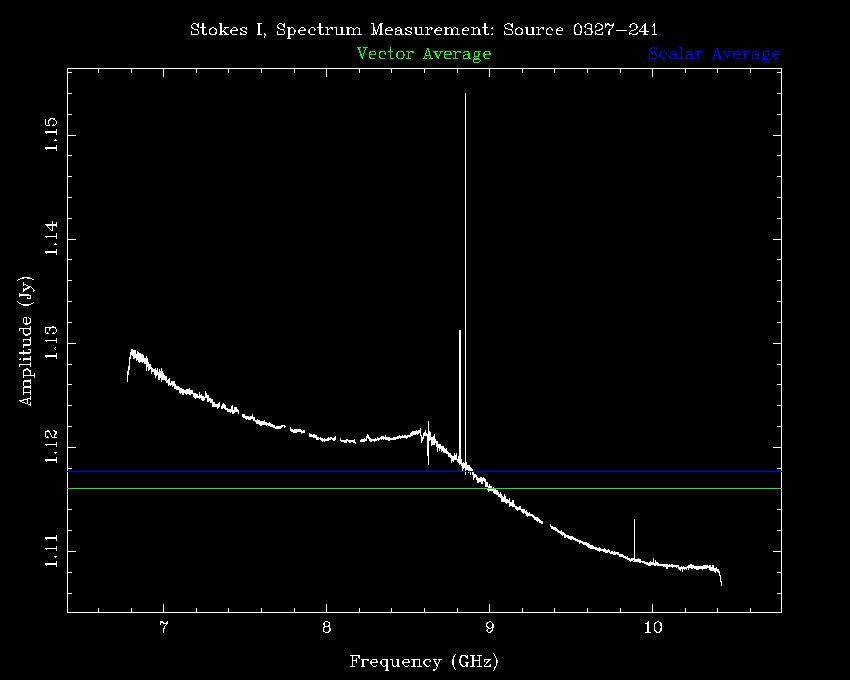 Stokes I, Spectrum Measurement: Source 0327-241
Vector Average Scalar Average
1.15
1.14
1.13
1.12
1.11
Amplitude (Jy)
7 8 9 10
Frequency (GHz)